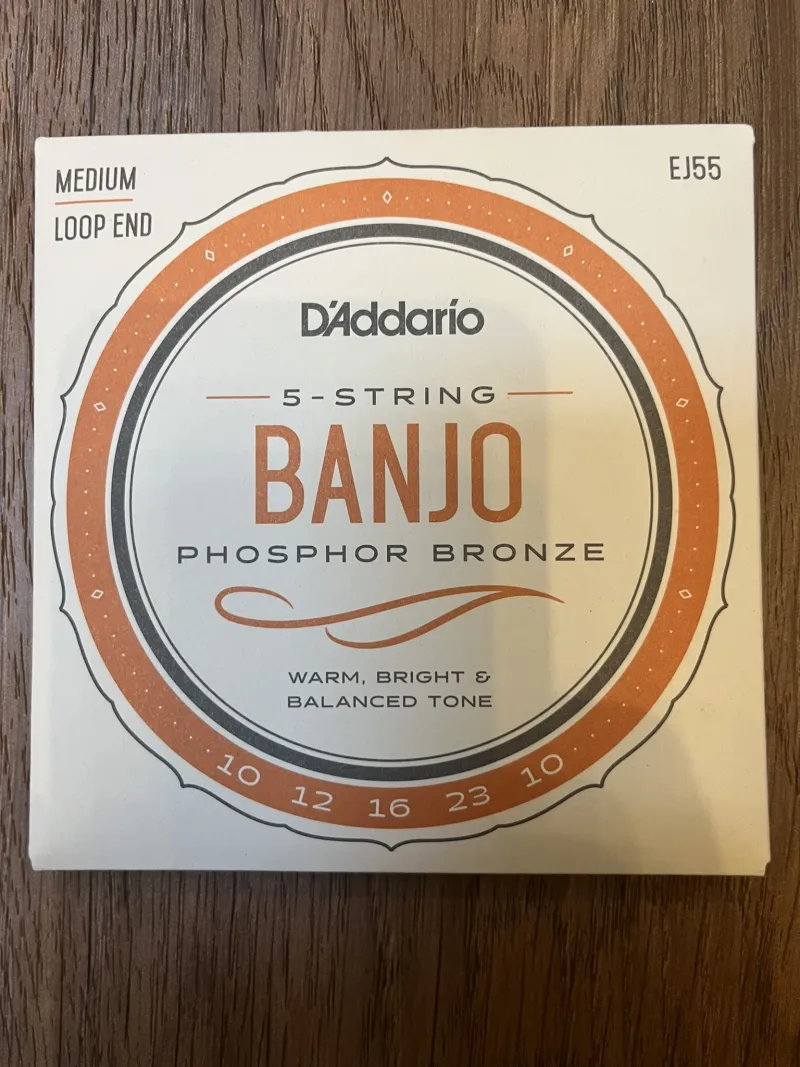 MEDIUM
LOOP END
EJ55
D'Addario
5-STRING
BANJO
PHOSPHOR BRONZE
WARM, BRIGHT &
BALANCED TONE
10 12 16 23 10